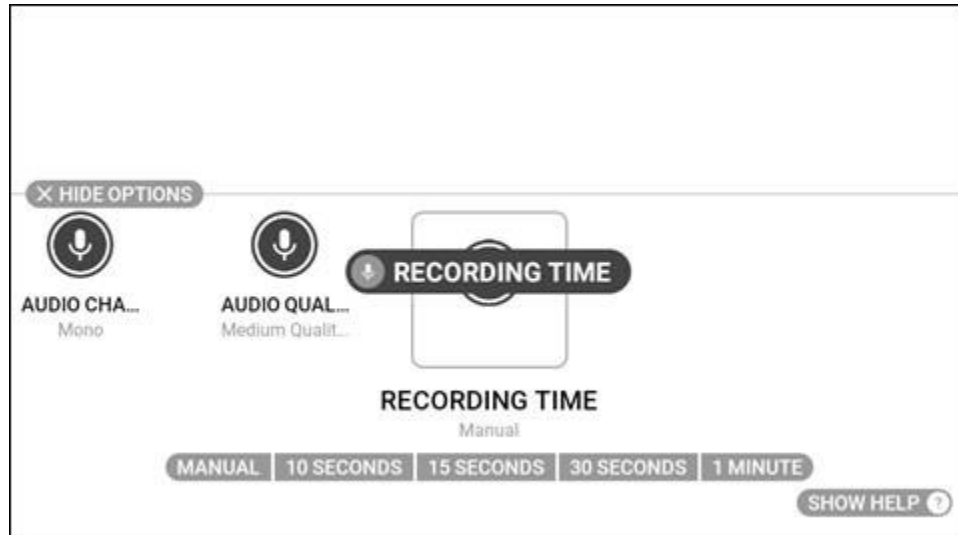 HIDE OPTIONS
RECORDING TIME
AUDIO CHA...
Mono
AUDIO QUAL...
Medium Qualit...
RECORDING TIME
Manual
MANUAL
10 SECONDS
15 SECONDS
30 SECONDS
1 MINUTE
SHOW HELP ?